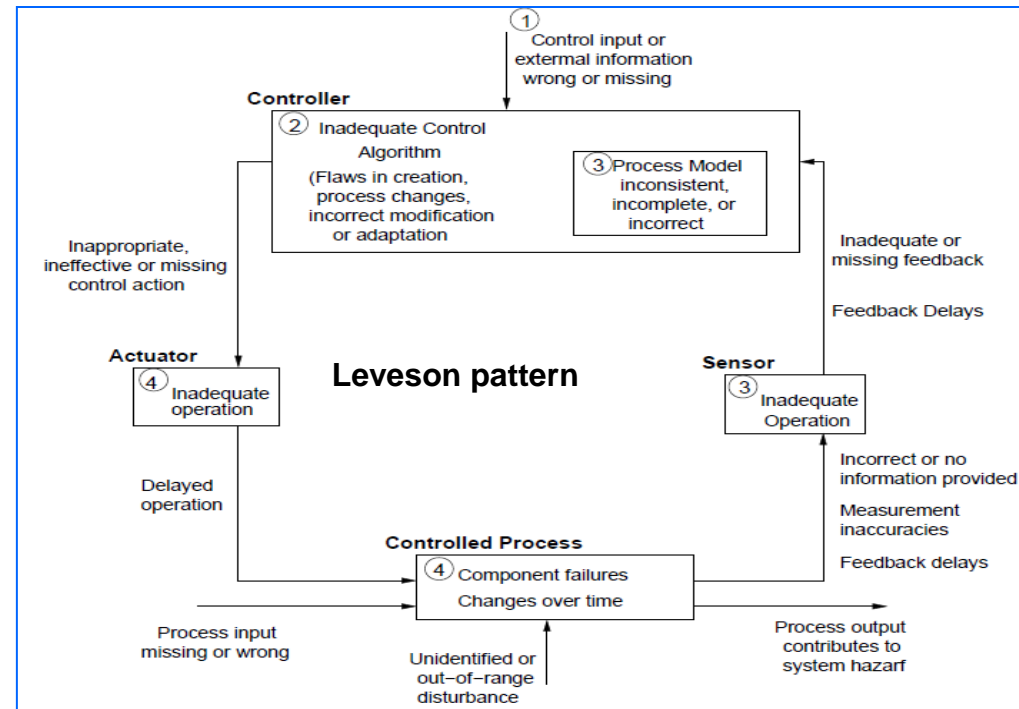 1
Control input or
extermal information
wrong or missing
Controller
2 Inadequate Control
Algorithm
(Flaws in creation,
process changes,
incorrect modification
or adaptation
3 Process Model
inconsistent,
incomplete, or
incorrect
Inappropriate,
ineffective or missing
control action
Inadequate or
missing feedback
Feedback Delays
Actuator
4 Inadequate
operation
Leveson pattern
Sensor
3 Inadequate
Operation
Delayed
operation
Incorrect or no
information provided
Measurement
inaccuracies
Feedback delays
Controlled Process
4 Component failures
Changes over time
Process input
missing or wrong
Unidentified or
out−of−range
disturbance
Process output
contributes to
system hazarf